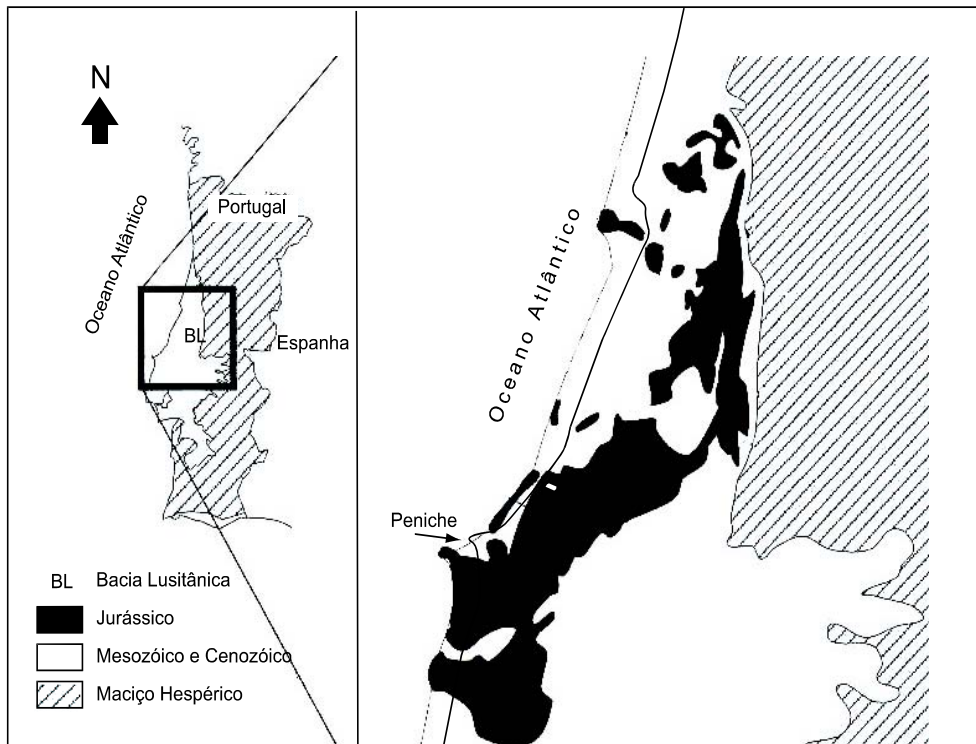 N
Oceano Atlântico
Portugal
BL
Espanha
BL Bacia Lusitânica
Jurássico
Mesozóico e Cenozóico
Maciço Hespérico
Oceano Atlântico
Peniche